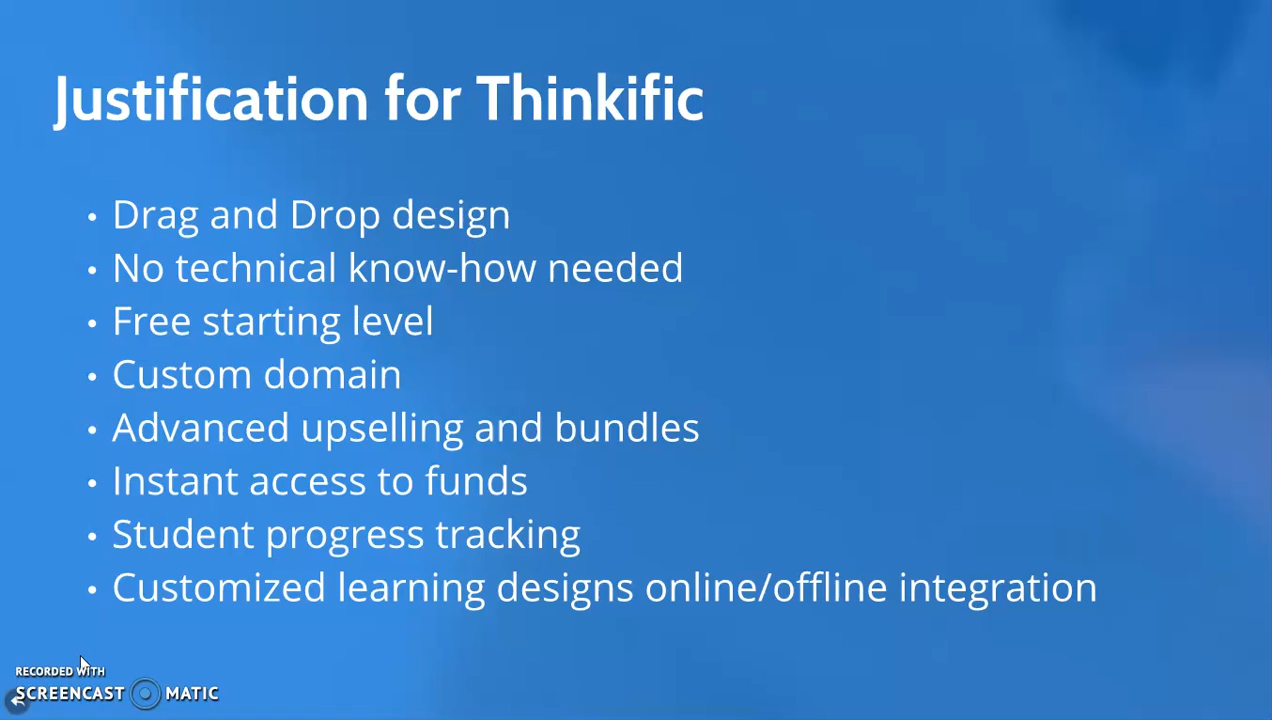 Justification for Thinkific
• Drag and Drop design
• No technical know-how needed
• Free starting level
• Custom domain
• Advanced upselling and bundles
• Instant access to funds
• Student progress tracking
• Customized learning designs online/offline integration
RECORDED WITH
SCREENCAST MATIC